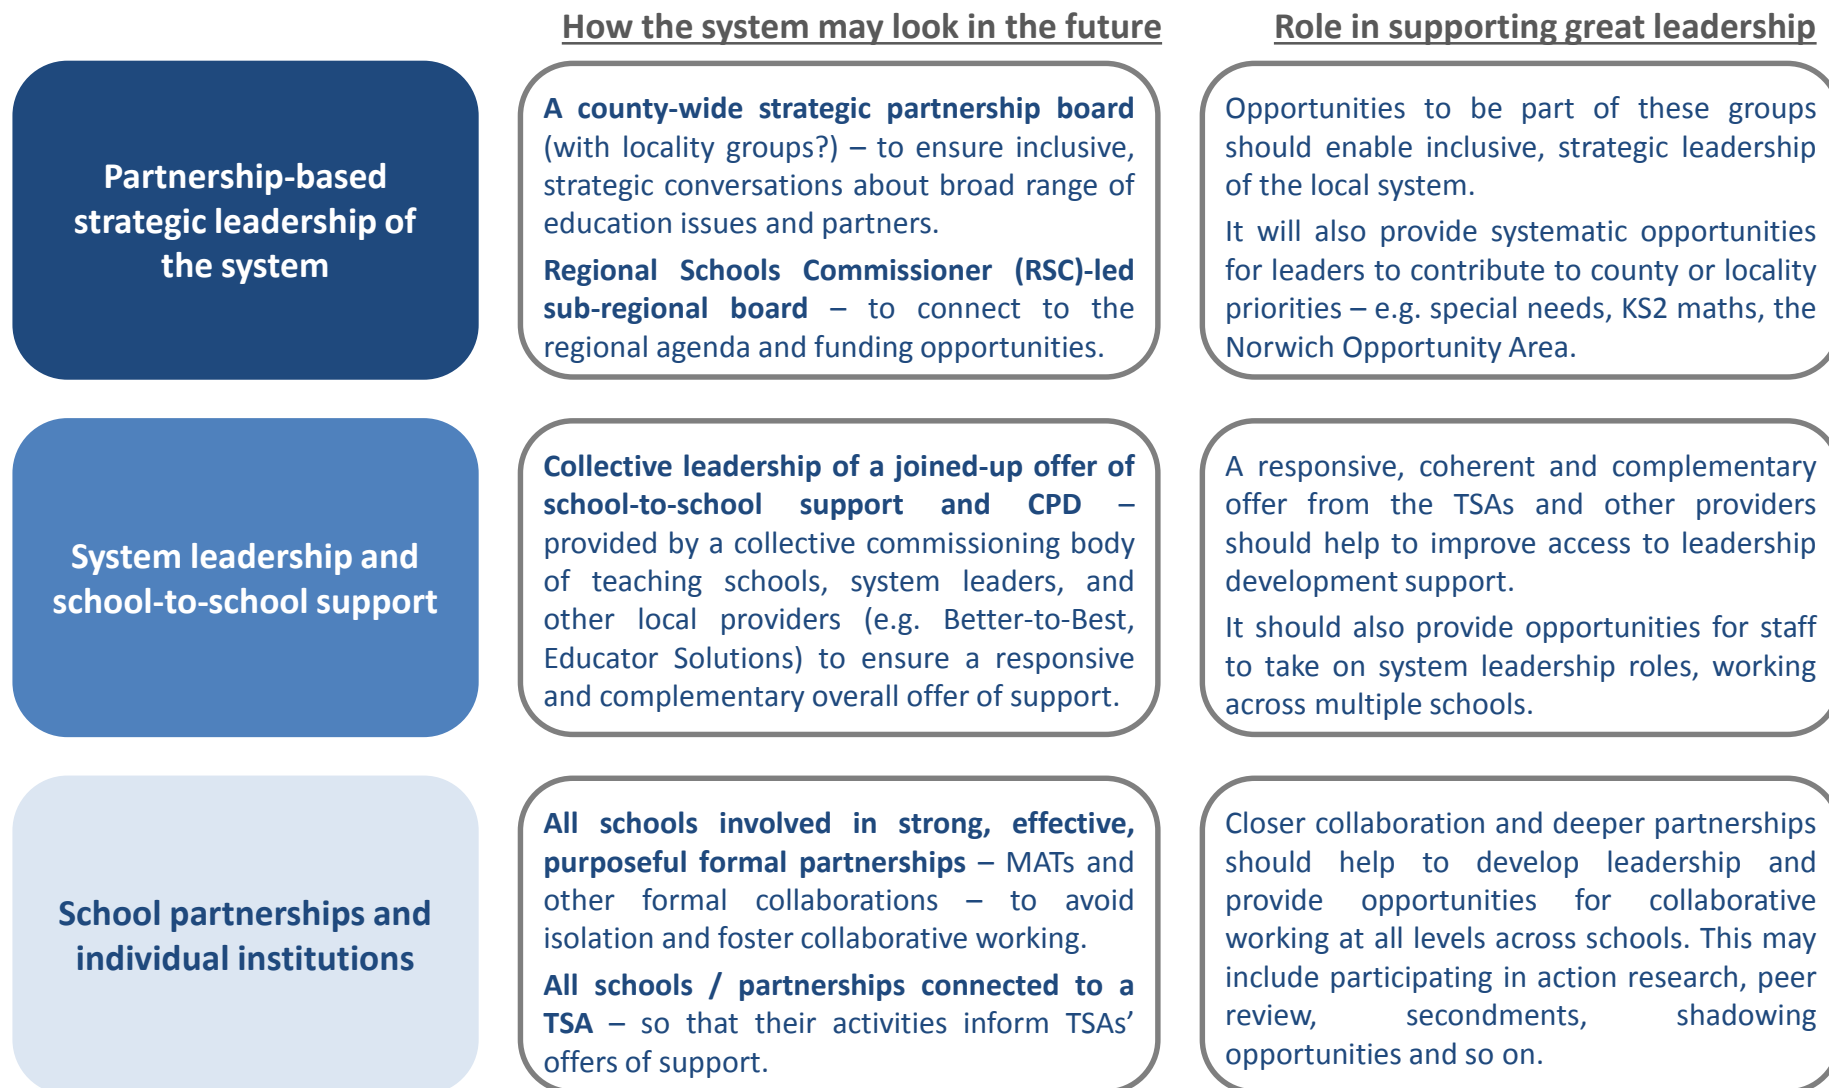 How the system may look in the future
Role in supporting great leadership
Partnership-based
strategic leadership of
the system
A county-wide strategic partnership board
(with locality groups?) – to ensure inclusive,
strategic conversations about broad range of
education issues and partners.
Regional Schools Commissioner (RSC)-led
sub-regional board – to connect to the
regional agenda and funding opportunities.
Opportunities to be part of these groups
should enable inclusive, strategic leadership
of the local system.
It will also provide systematic opportunities
for leaders to contribute to county or locality
priorities – e.g. special needs, KS2 maths, the
Norwich Opportunity Area.
System leadership and
school-to-school support
Collective leadership of a joined-up offer of
school-to-school support and CPD –
provided by a collective commissioning body
of teaching schools, system leaders, and
other local providers (e.g. Better-to-Best,
Educator Solutions) to ensure a responsive
and complementary overall offer of support.
A responsive, coherent and complementary
offer from the TSAs and other providers
should help to improve access to leadership
development support.
It should also provide opportunities for staff
to take on system leadership roles, working
across multiple schools.
School partnerships and
individual institutions
All schools involved in strong, effective,
purposeful formal partnerships – MATs and
other formal collaborations – to avoid
isolation and foster collaborative working.
All schools / partnerships connected to a
TSA – so that their activities inform TSAs’
offers of support.
Closer collaboration and deeper partnerships
should help to develop leadership and
provide opportunities for collaborative
working at all levels across schools. This may
include participating in action research, peer
review, secondments, shadowing
opportunities and so on.